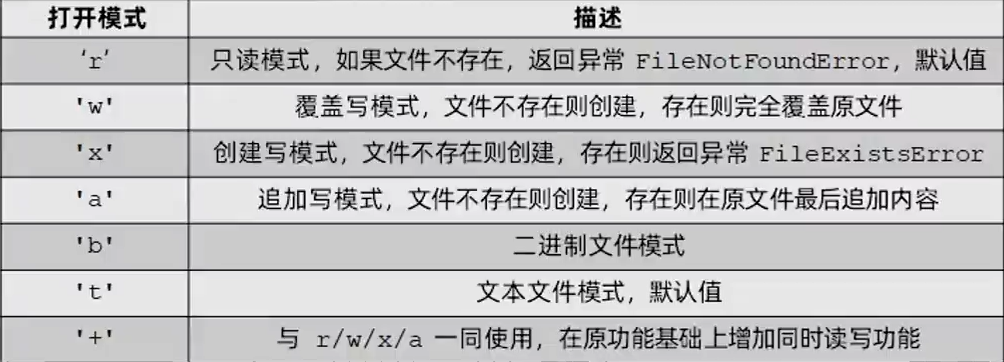 打开模式 描述
‘r’ 只读模式，如果文件不存在，返回异常 FileNotFoundError，默认值
'w' 覆盖写模式，文件不存在则创建，存在则完全覆盖原文件
'x' 创建写模式，文件不存在则创建，存在则返回异常 FileExistsError
'a' 追加写模式，文件不存在则创建，存在则在原文件最后追加内容
'b' 二进制文件模式
't' 文本文件模式，默认值
'+' 与 r/w/x/a 一同使用，在原功能基础上增加同时读写功能